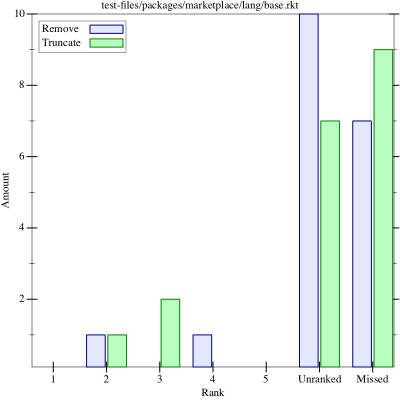 test-files/packages/marketplace/lang/base.rkt
Remove
Truncate
10
8
6
4
2
Amount
1 2 3 4 5 Unranked Missed
Rank